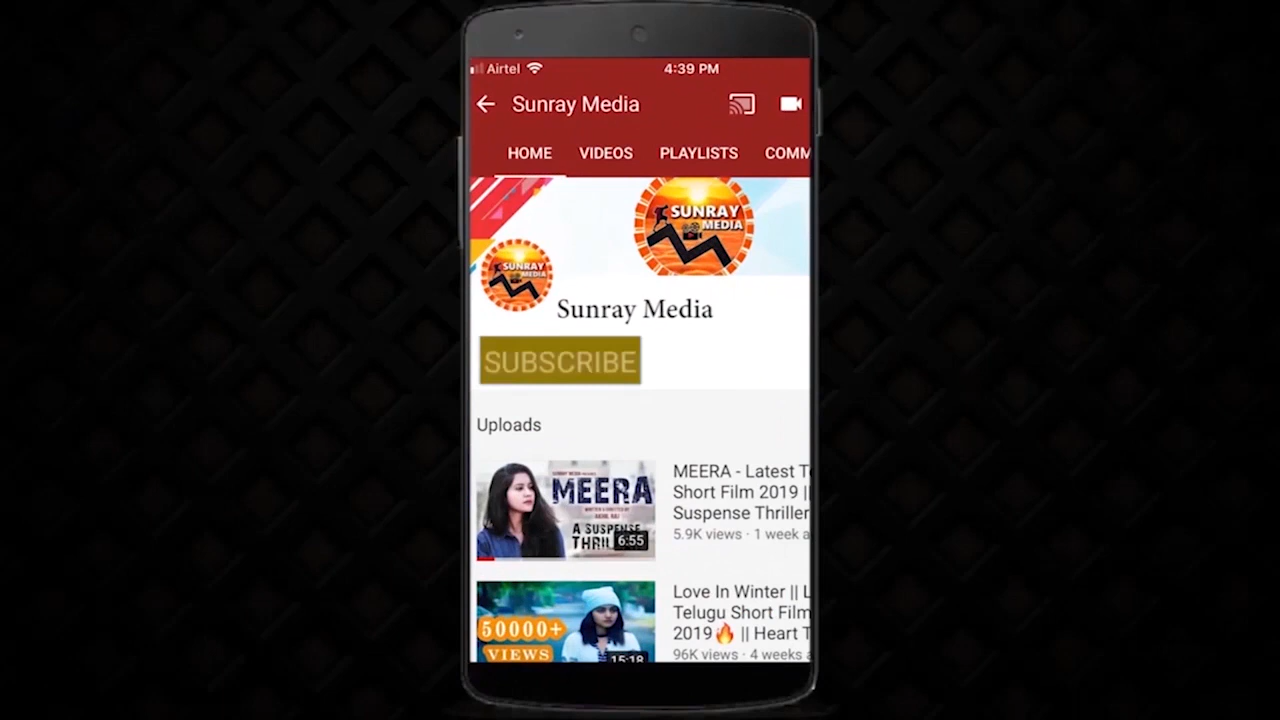 Airtel
4:39 PM
Sunray Media
HOME VIDEOS PLAYLISTS COMM
SUNRAY
MEDIA
SUNRAY
MEDIA
Sunray Media
SUBSCRIBE
Uploads
MEERA
A SUSPENSE
THRIL
6:55
MEERA - Latest T
Short Film 2019 ||
Suspense Thriller
5.9K views · 1 week a
50000+
VIEWS
15:18
Love In Winter || L
Telugu Short Film
2019🔥 || Heart T
96K views · 4 weeks a